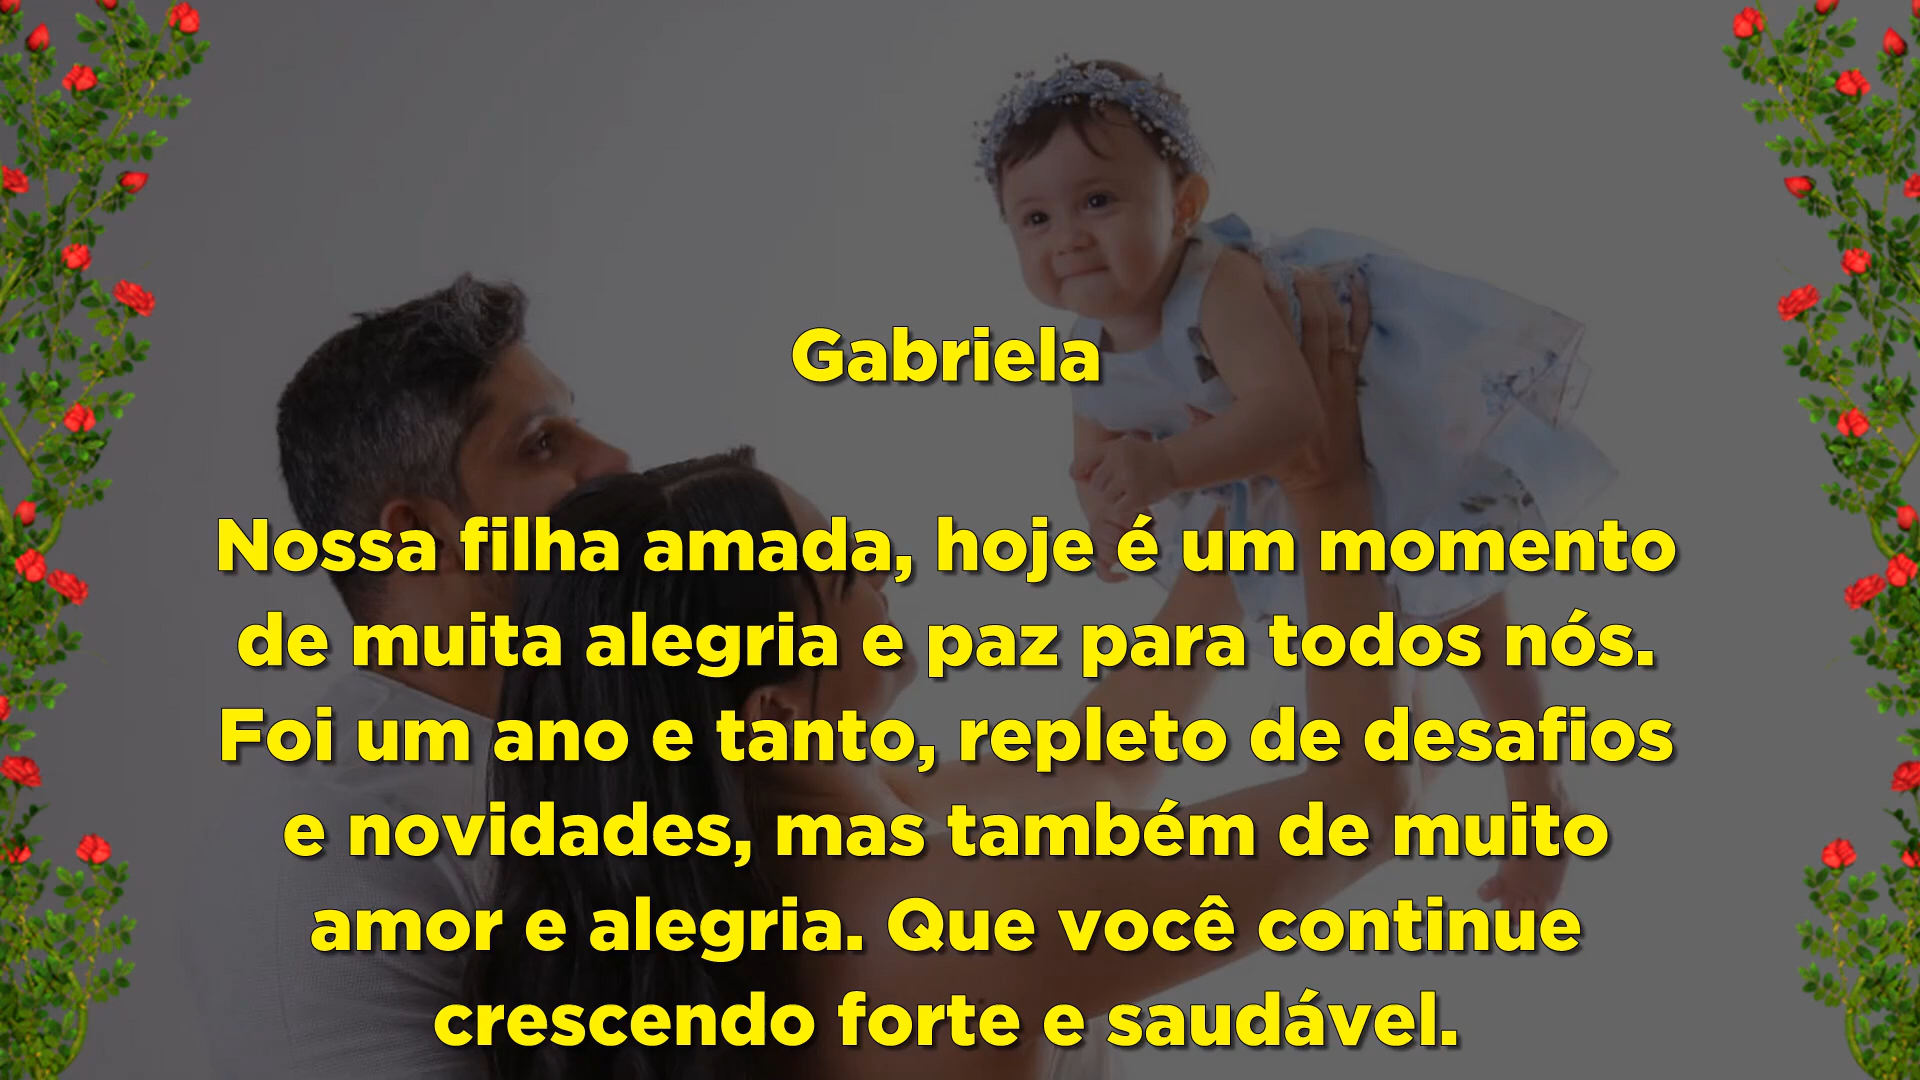 Gabriela
Nossa filha amada, hoje é um momento
de muita alegria e paz para todos nós.
Foi um ano e tanto, repleto de desafios
e novidades, mas também de muito
amor e alegria. Que você continue
crescendo forte e saudável.